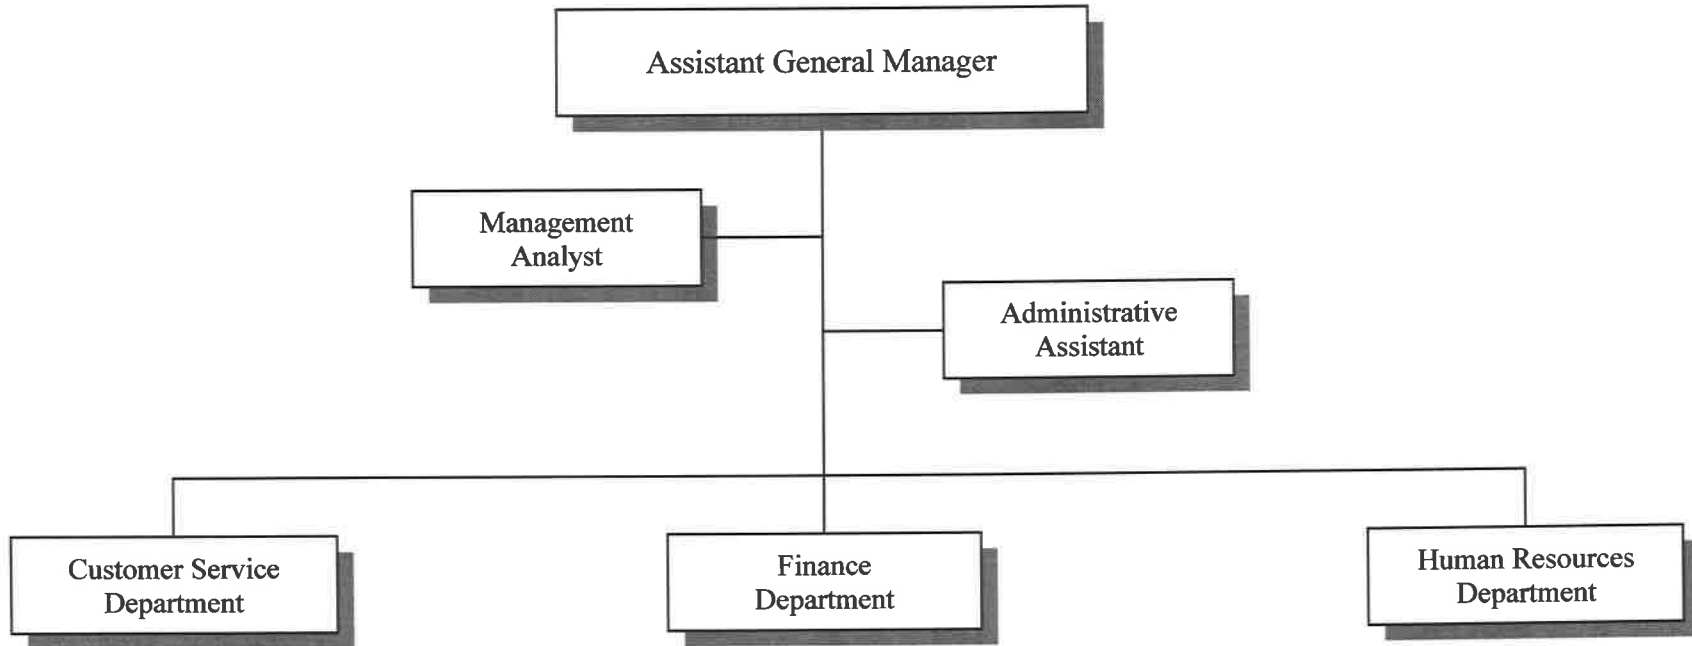 Assistant General Manager
Management
Analyst
Administrative
Assistant
Customer Service
Department
Finance
Department
Human Resources
Department